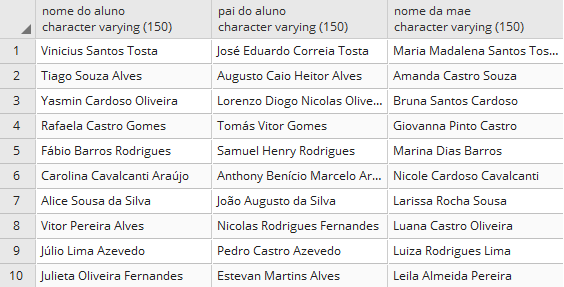 nome do aluno pai do aluno nome da mae
character varying (150) character varying (150) character varying (150)
1 Vinicius Santos Tosta José Eduardo Correia Tosta Maria Madalena Santos Tos...
2 Tiago Souza Alves Augusto Caio Heitor Alves Amanda Castro Souza
3 Yasmin Cardoso Oliveira Lorenzo Diogo Nicolas Olive... Bruna Santos Cardoso
4 Rafaela Castro Gomes Tomás Vitor Gomes Giovanna Pinto Castro
5 Fábio Barros Rodrigues Samuel Henry Rodrigues Marina Dias Barros
6 Carolina Cavalcanti Araújo Anthony Benício Marcelo Ar... Nicole Cardoso Cavalcanti
7 Alice Sousa da Silva João Augusto da Silva Larissa Rocha Sousa
8 Vitor Pereira Alves Nicolas Rodrigues Fernandes Luana Castro Oliveira
9 Júlio Lima Azevedo Pedro Castro Azevedo Luiza Rodrigues Lima
10 Julieta Oliveira Fernandes Estevan Martins Alves Leila Almeida Pereira